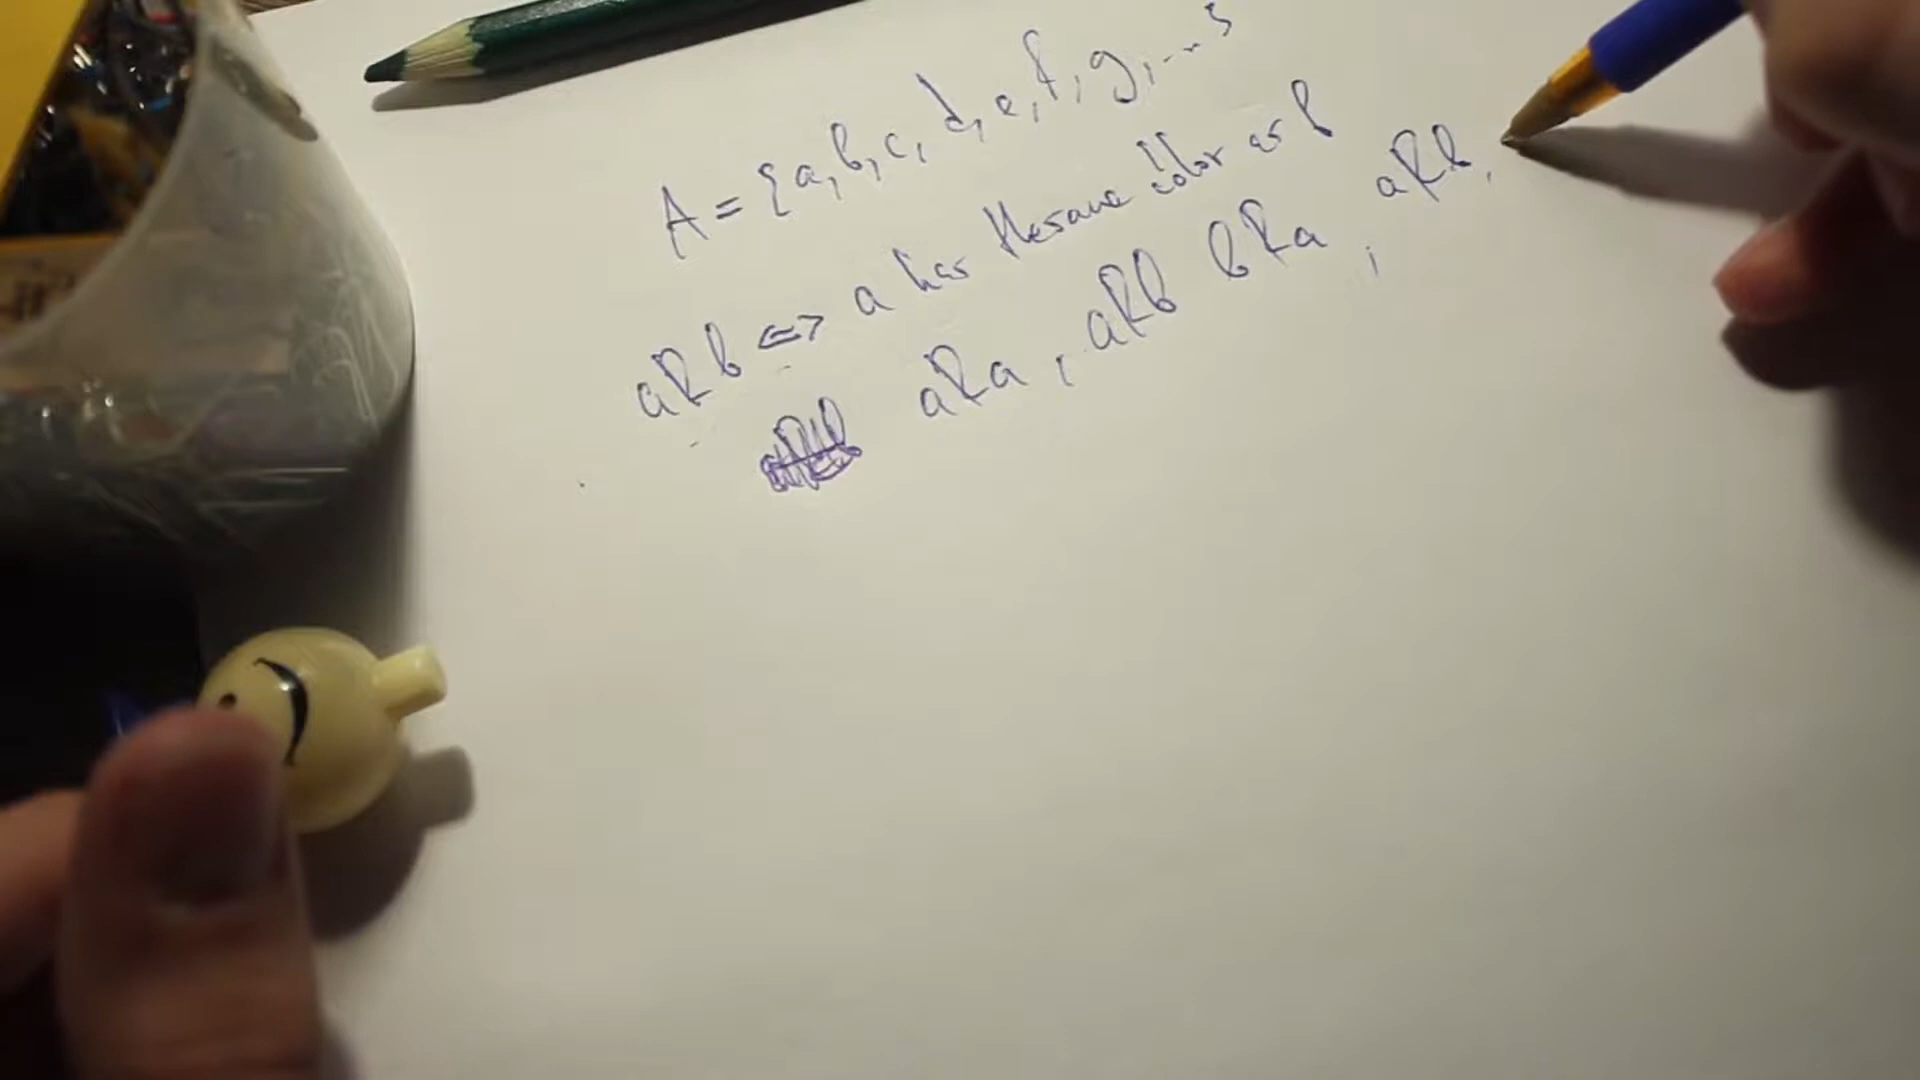 A = {a, b, c, d, e, f, g, ...}
aRb <=> a has the same color as b
aRa, aRb bRa, aRb,